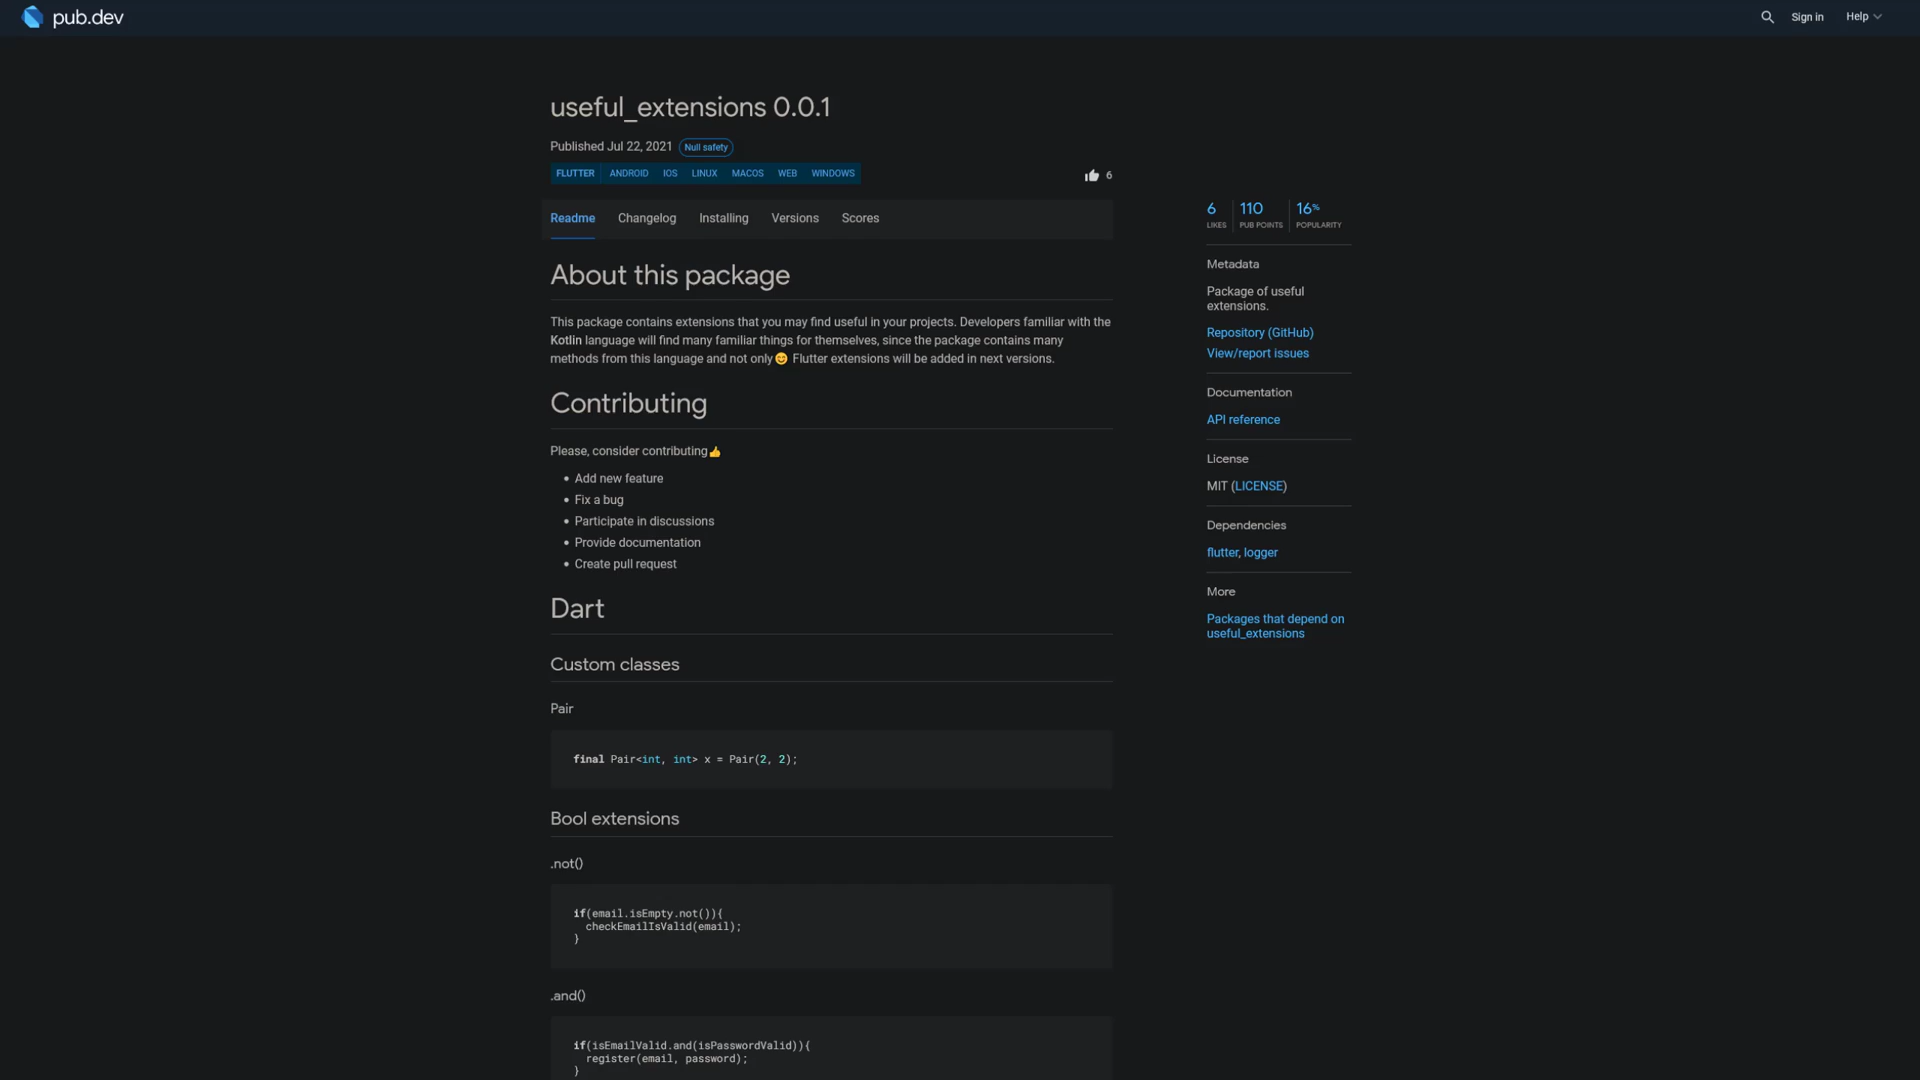 pub.dev
Sign in
Help
useful_extensions 0.0.1
Published Jul 22, 2021 Null safety
FLUTTER ANDROID IOS LINUX MACOS WEB WINDOWS
6
Readme Changelog Installing Versions Scores
About this package
This package contains extensions that you may find useful in your projects. Developers familiar with the
Kotlin language will find many familiar things for themselves, since the package contains many
methods from this language and not only😊 Flutter extensions will be added in next versions.
Contributing
Please, consider contributing👍
• Add new feature
• Fix a bug
• Participate in discussions
• Provide documentation
• Create pull request
Dart
Custom classes
Pair
final Pair<int, int> x = Pair(2, 2);
Bool extensions
.not()
if(email.isEmpty.not()){
  checkEmailIsValid(email);
}
.and()
if(isEmailValid.and(isPasswordValid)){
  register(email, password);
}
6 110 16%
LIKES PUB POINTS POPULARITY
Metadata
Package of useful
extensions.
Repository (GitHub)
View/report issues
Documentation
API reference
License
MIT (LICENSE)
Dependencies
flutter, logger
More
Packages that depend on
useful_extensions